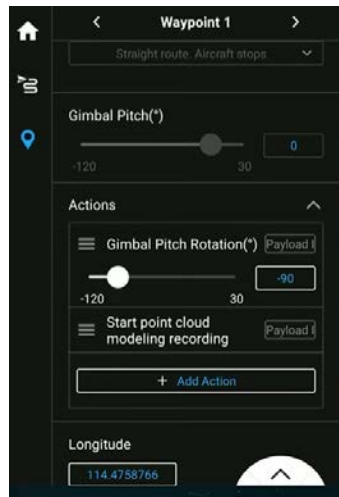 Waypoint 1
Straight route. Aircraft stops
Gimbal Pitch(°)
0
-120 30
Actions
Gimbal Pitch Rotation(°) Payload I
-90
-120 30
Start point cloud
modeling recording
Payload I
+ Add Action
Longitude
114.4758766